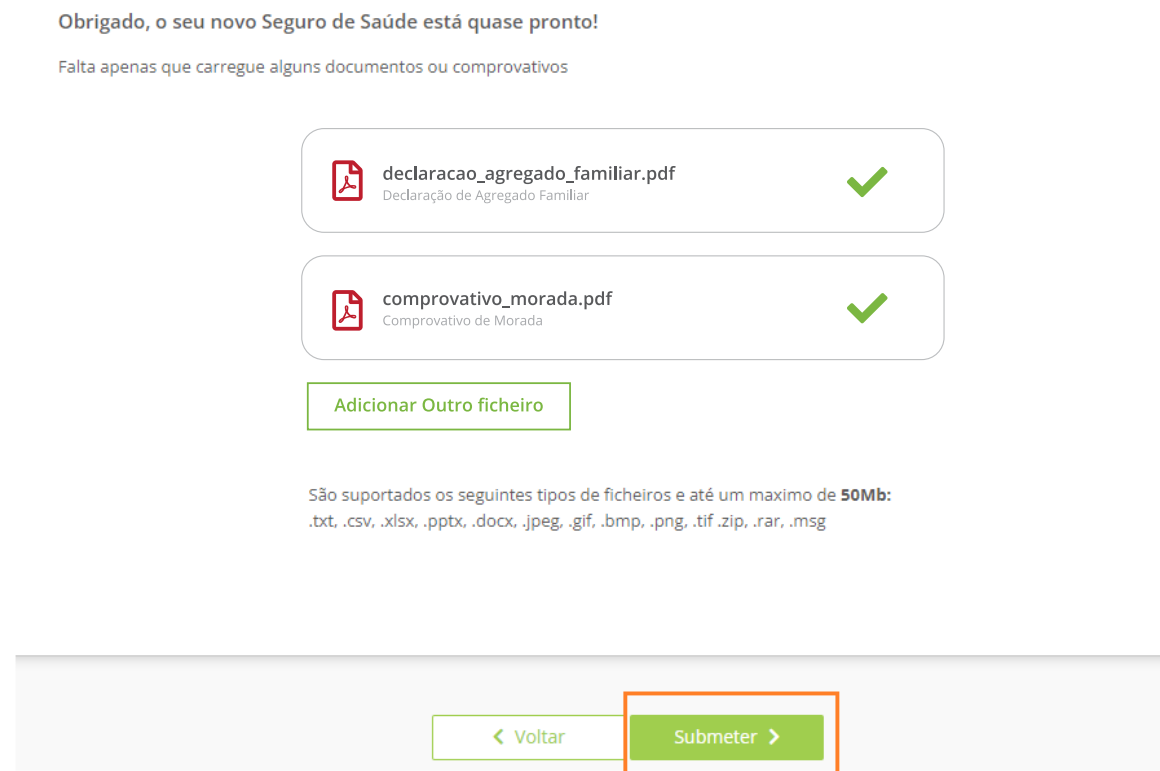 Obrigado, o seu novo Seguro de Saúde está quase pronto!
Falta apenas que carregue alguns documentos ou comprovativos
declaracao_agregado_familiar.pdf
Declaração de Agregado Familiar
comprovativo_morada.pdf
Comprovativo de Morada
Adicionar Outro ficheiro
São suportados os seguintes tipos de ficheiros e até um maximo de 50Mb:
.txt, .csv, .xlsx, .pptx, .docx, .jpeg, .gif, .bmp, .png, .tif .zip, .rar, .msg
Voltar
Submeter